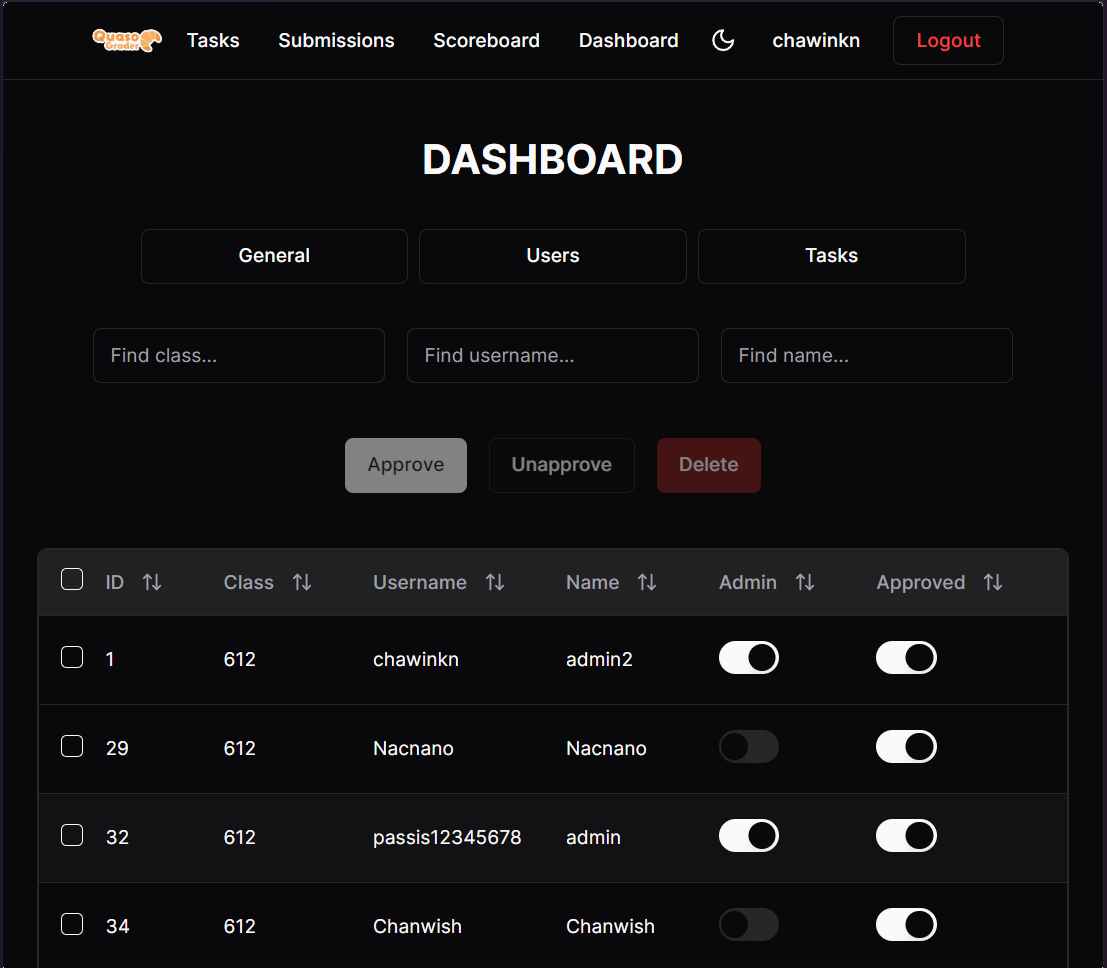 Quaso Grader Tasks Submissions Scoreboard Dashboard chawinkn Logout
DASHBOARD
General Users Tasks
Find class... Find username... Find name...
Approve Unapprove Delete
ID Class Username Name Admin Approved
1 612 chawinkn admin2
29 612 Nacnano Nacnano
32 612 passis12345678 admin
34 612 Chanwish Chanwish